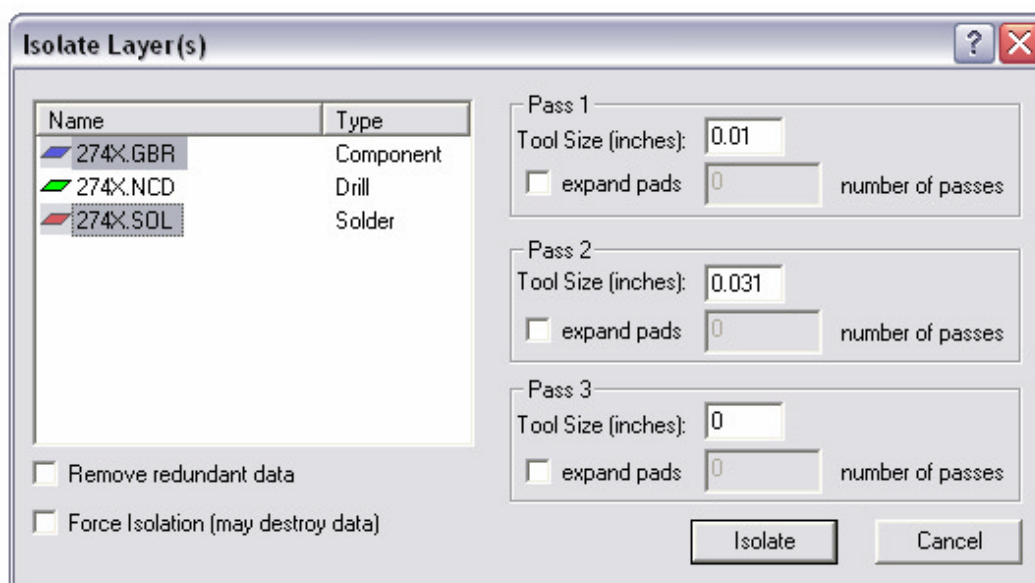 Isolate Layer(s)
Name Type
274X.GBR Component
274X.NCD Drill
274X.SOL Solder
Remove redundant data
Force Isolation (may destroy data)
Pass 1
Tool Size (inches): 0.01
expand pads 0 number of passes
Pass 2
Tool Size (inches): 0.031
expand pads 0 number of passes
Pass 3
Tool Size (inches): 0
expand pads 0 number of passes
Isolate Cancel